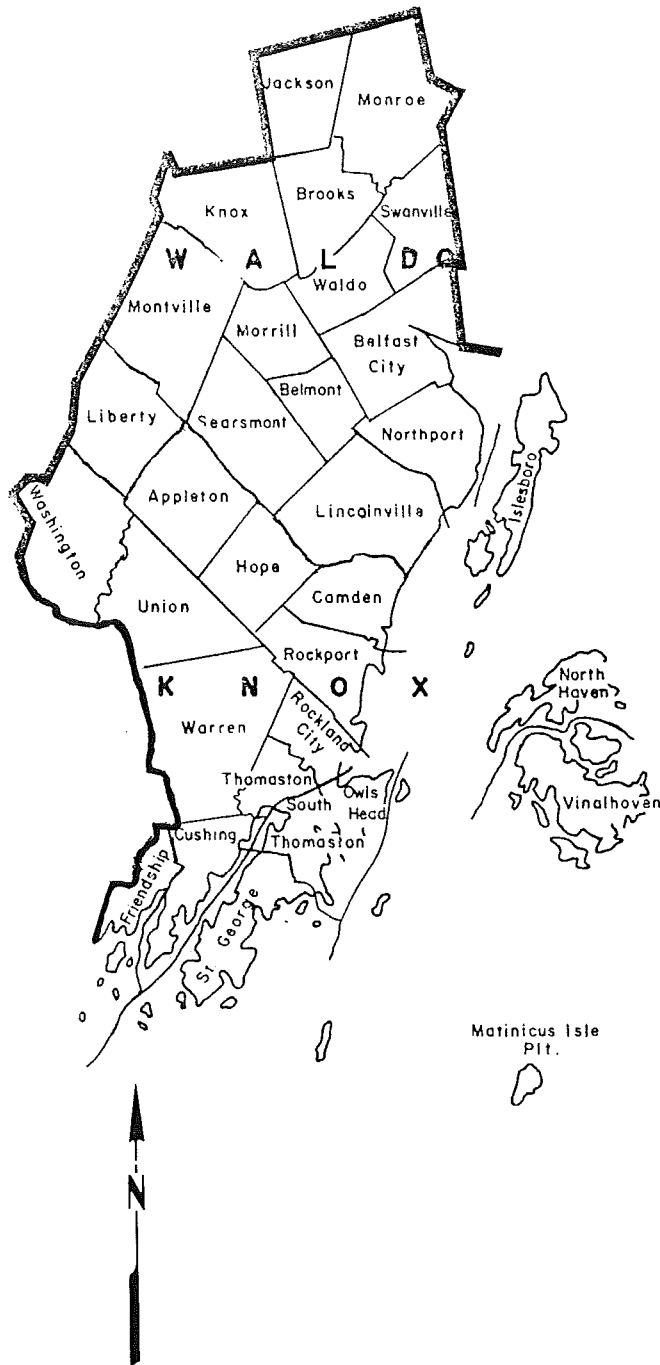 Jackson
Monroe
Brooks
Knox
Swanville
W A L D O
Waldo
Montville
Morrill
Belfast
City
Belmont
Liberty
Searsmont
Northport
Islesboro
Appleton
Lincolnville
Washington
Hope
Camden
Union
Rockport
North
Haven
K N O X
Rockland
City
Warren
Thomaston
Owls
Head
South
Thomaston
Vinalhoven
Cushing
Friendship
St George
Matinicus Isle
Plt.
N